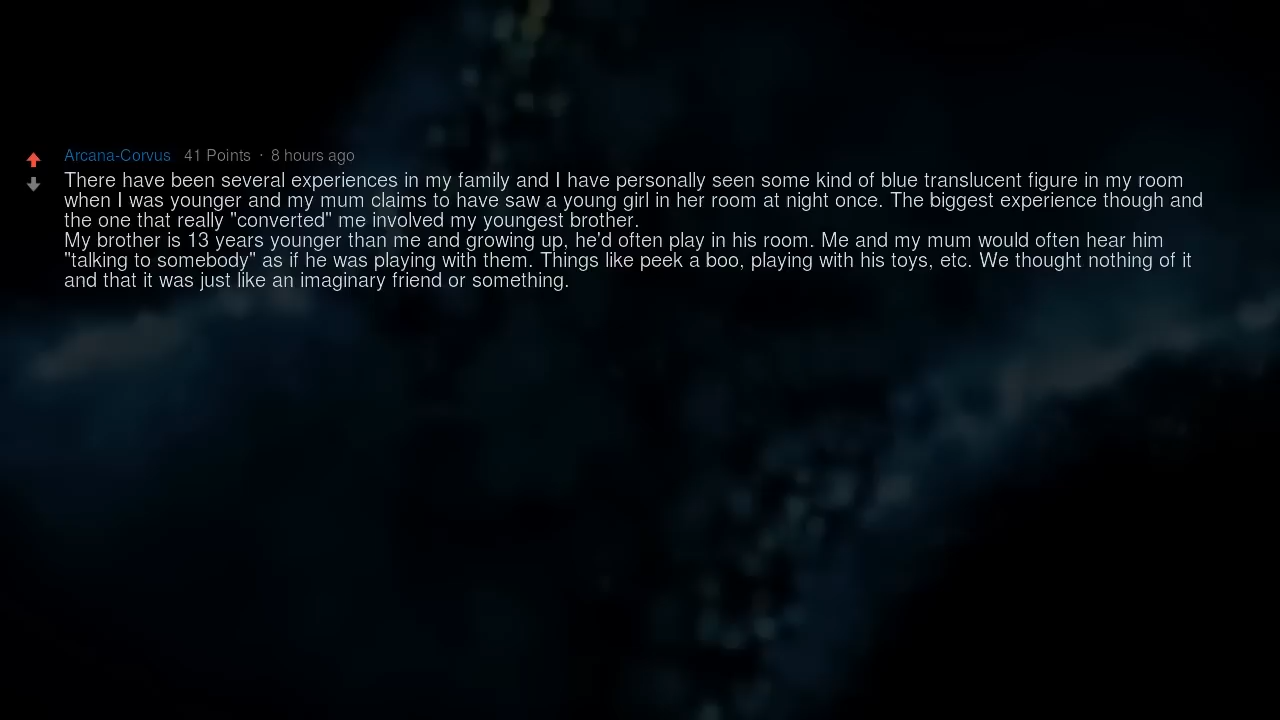 Arcana-Corvus 41 Points · 8 hours ago
There have been several experiences in my family and I have personally seen some kind of blue translucent figure in my room
when I was younger and my mum claims to have saw a young girl in her room at night once. The biggest experience though and
the one that really "converted" me involved my youngest brother.
My brother is 13 years younger than me and growing up, he'd often play in his room. Me and my mum would often hear him
"talking to somebody" as if he was playing with them. Things like peek a boo, playing with his toys, etc. We thought nothing of it
and that it was just like an imaginary friend or something.